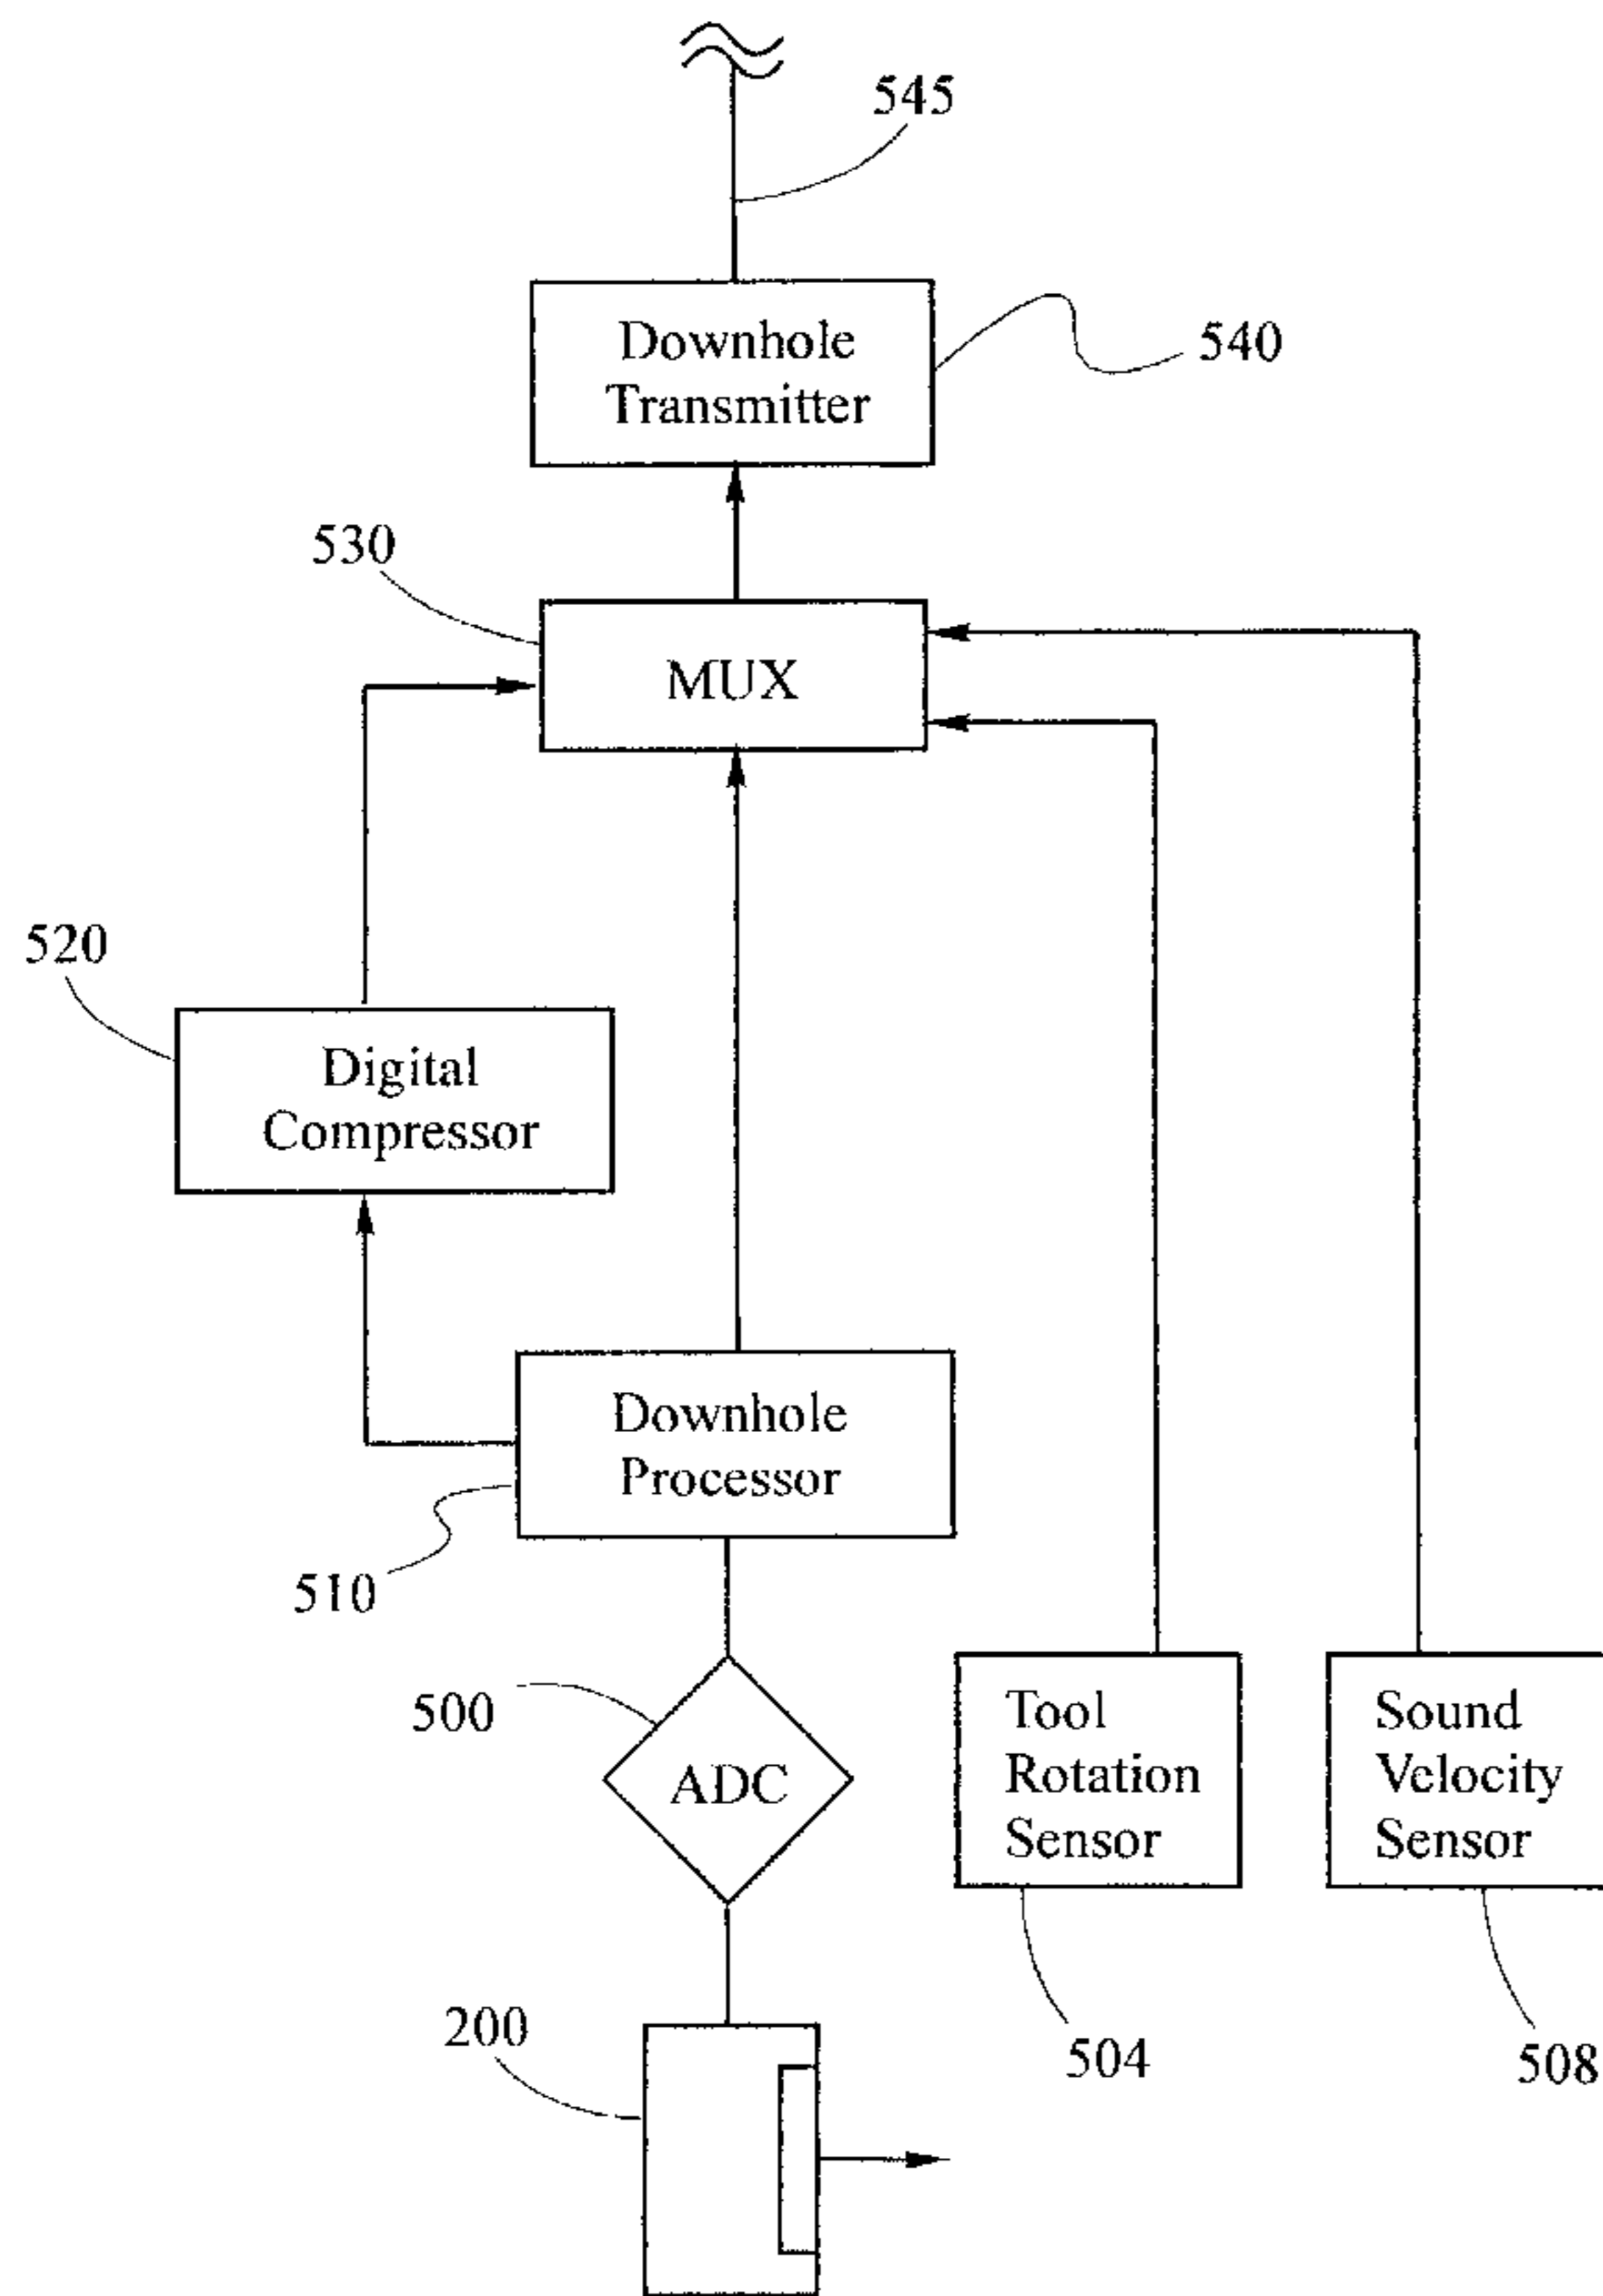 545
Downhole
Transmitter
540
530
MUX
520
Digital
Compressor
Downhole
Processor
510
500
ADC
Tool
Rotation
Sensor
Sound
Velocity
Sensor
200
504
508